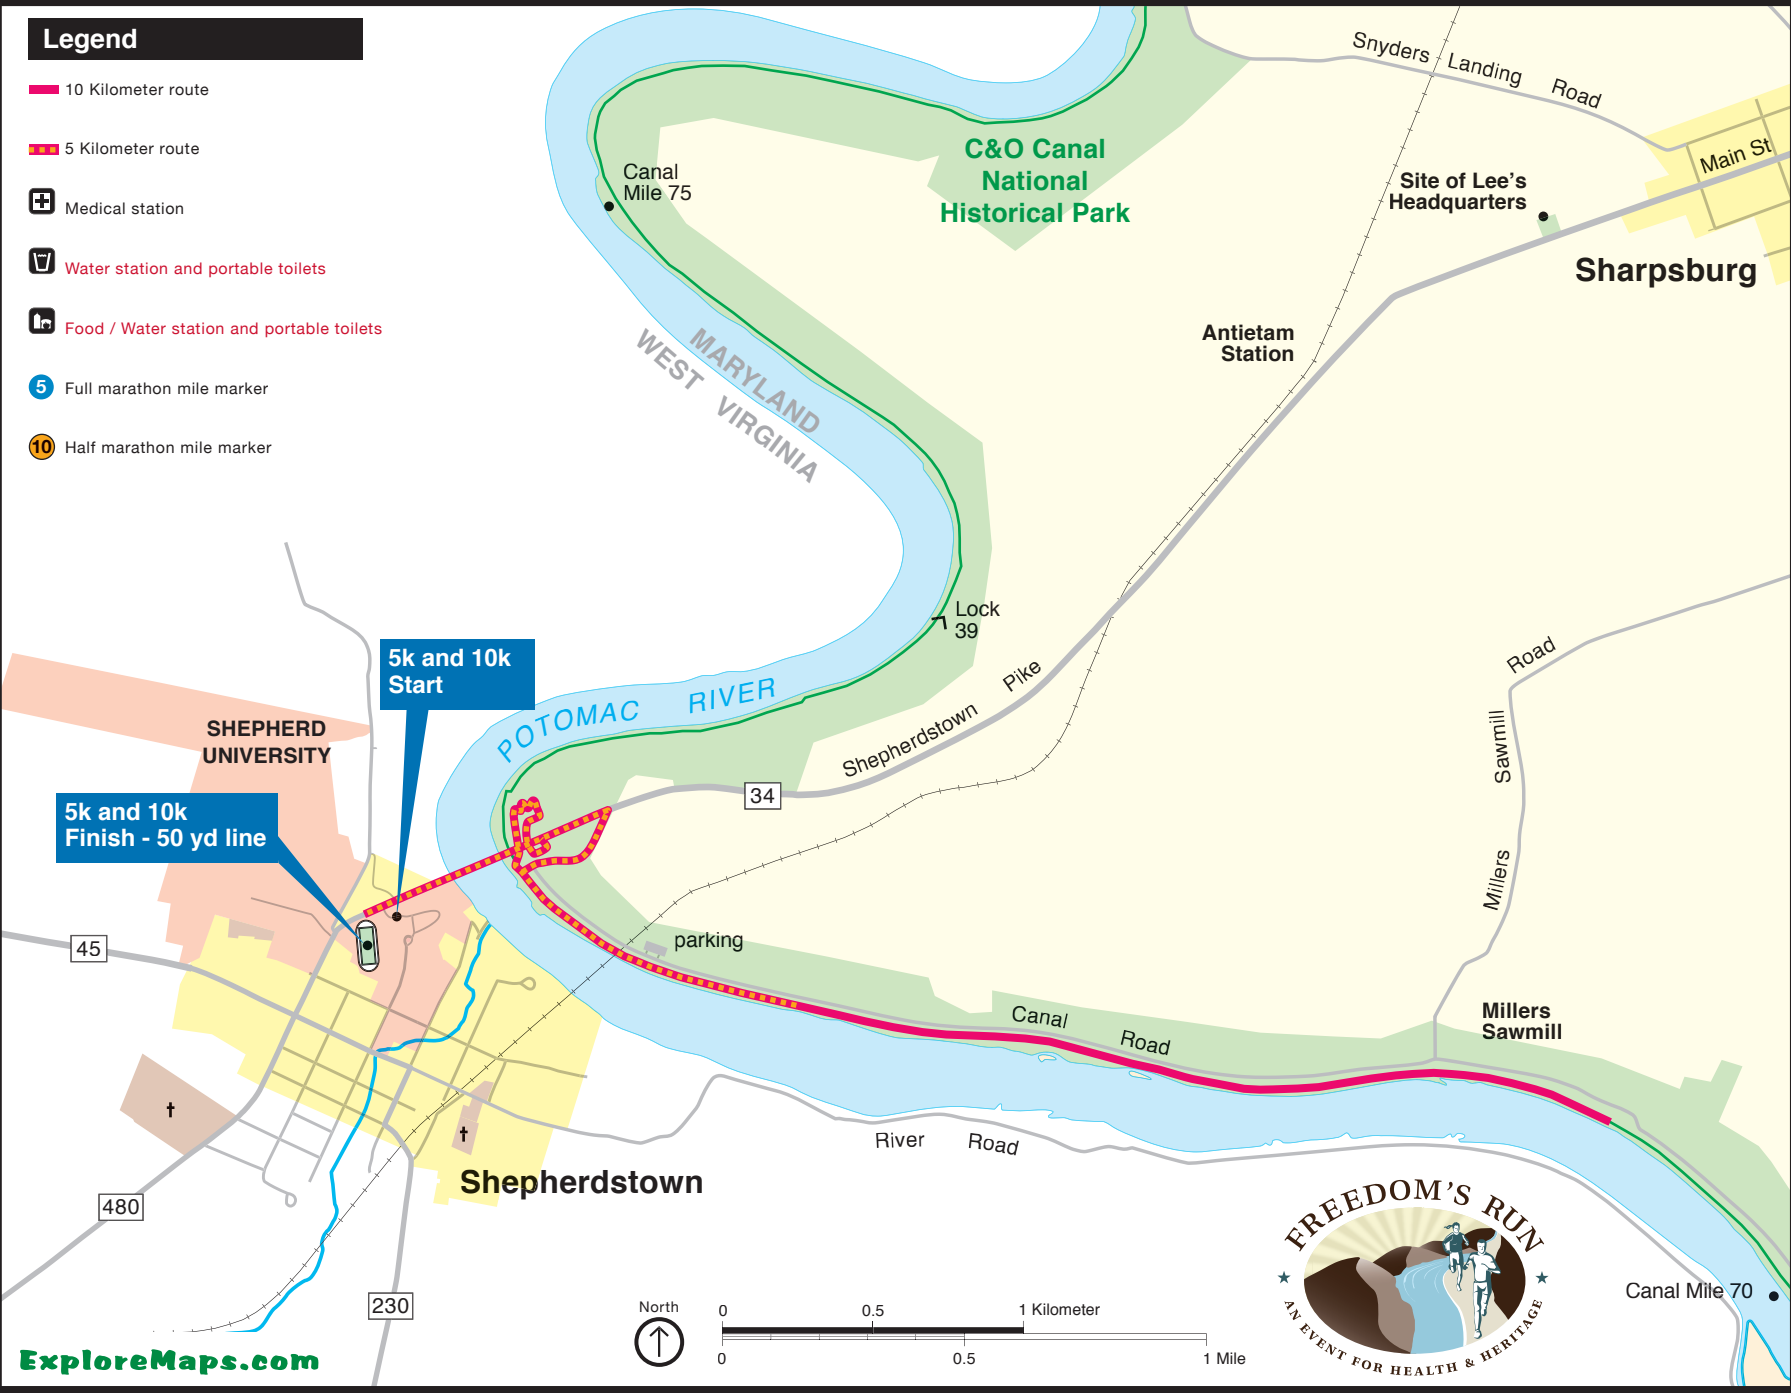 Legend
10 Kilometer route
5 Kilometer route
Medical station
Water station and portable toilets
Food / Water station and portable toilets
5 Full marathon mile marker
10 Half marathon mile marker
Snyders Landing Road
Main St
C&O Canal
National
Historical Park
Canal
Mile 75
Site of Lee's
Headquarters
Sharpsburg
Antietam
Station
MARYLAND
WEST VIRGINIA
Lock
39
5k and 10k
Start
POTOMAC RIVER
Shepherdstown Pike
34
Road
Sawmill
Millers
SHEPHERD
UNIVERSITY
5k and 10k
Finish - 50 yd line
45
parking
Canal Road
Millers
Sawmill
River Road
Shepherdstown
480
230
FREEDOM'S RUN
AN EVENT FOR HEALTH & HERITAGE
Canal Mile 70
North
0 0.5 1 Kilometer
0 0.5 1 Mile
ExploreMaps.com